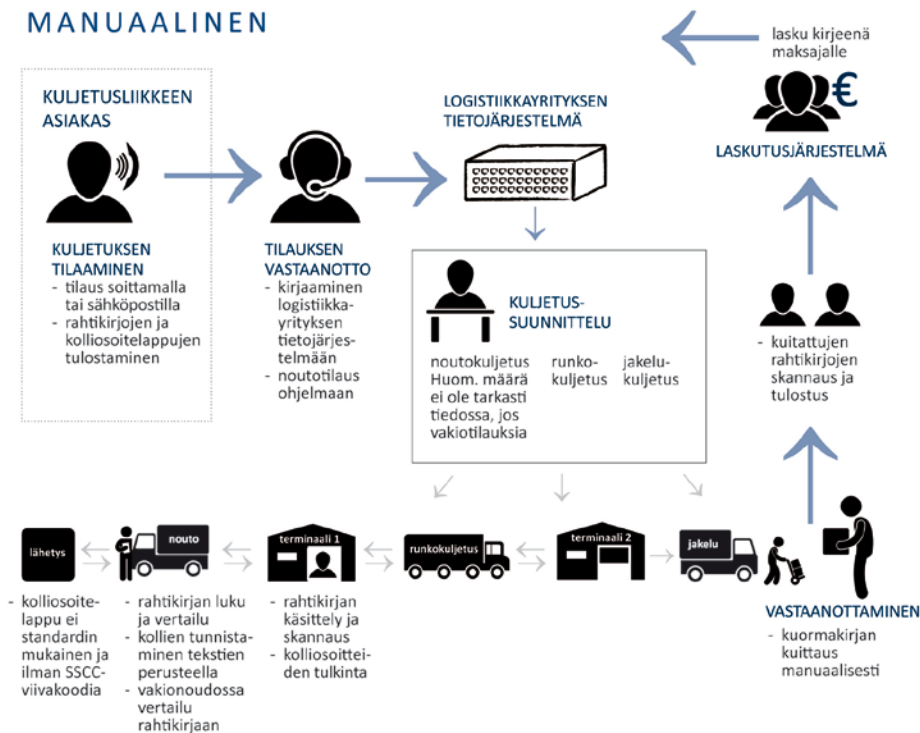 MANUAALINEN
lasku kirjeenä
maksajalle
€
LASKUTUSJÄRJESTELMÄ
KULJETUSLIIKKEEN
ASIAKAS
LOGISTIIKKAYRITYKSEN
TIETOJÄRJESTELMÄ
KULJETUKSEN
TILAAMINEN
- tilaus soittamalla
tai sähköpostilla
- rahtikirjojen ja
kolliosoitelappujen
tulostaminen
TILAUKSEN
VASTAANOTTO
- kirjaaminen
logistiikka-
yrityksen
tietojärjes-
telmään
- noutotilaus
ohjelmaan
KULJETUS-
SUUNNITTELU
noutokuljetus
Huom. määrä
ei ole tarkasti
tiedossa, jos
vakiotilauksia
runko-
kuljetus
jakelu-
kuljetus
- kuitattujen
rahtikirjojen
skannaus ja
tulostus
lähetys
nouto
terminaali 1
runkokuljetus
terminaali 2
jakelu
- kolliosoite-
lappu ei
standardin
mukainen ja
ilman SSCC-
viivakoodia
- rahtikirjan luku
ja vertailu
- kollien tunnista-
minen tekstien
perusteella
- vakionoudossa
vertailu
rahtikirjaan
- rahtikirjan
käsittely ja
skannaus
- kolliosoittei-
den tulkinta
VASTAANOTTAMINEN
- kuormakirjan
kuittaus
manuaalisesti